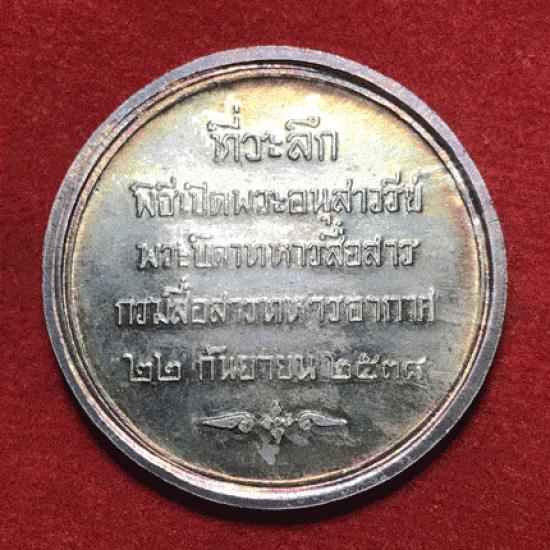 ที่ระลึก
พิธีเปิดพระอนุสาวรีย์
พระบิดาทหารสื่อสาร
กรมสื่อสารทหารอากาศ
๒๒ กันยายน ๒๕๓๘